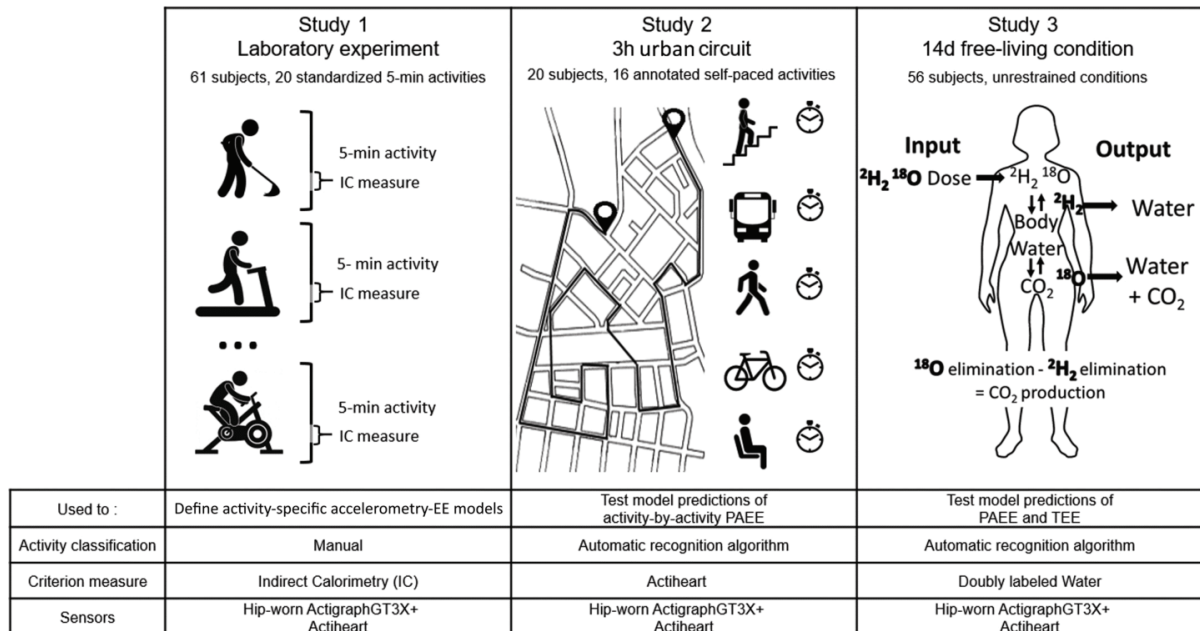 Study 1
Laboratory experiment
61 subjects, 20 standardized 5-min activities
5-min activity
IC measure
5- min activity
IC measure
5-min activity
IC measure
Study 2
3h urban circuit
20 subjects, 16 annotated self-paced activities
Study 3
14d free-living condition
56 subjects, unrestrained conditions
Input
Output
²H₂¹⁸O Dose
²H₂ ¹⁸O
²H₂
Water
Body
Water
¹⁸O
CO₂
Water
+ CO₂
¹⁸O elimination - ²H₂ elimination
= CO₂ production
Used to :
Define activity-specific accelerometry-EE models
Test model predictions of
activity-by-activity PAEE
Test model predictions of
PAEE and TEE
Activity classification
Manual
Automatic recognition algorithm
Automatic recognition algorithm
Criterion measure
Indirect Calorimetry (IC)
Actiheart
Doubly labeled Water
Sensors
Hip-worn ActigraphGT3X+
Actiheart
Hip-worn ActigraphGT3X+
Actiheart
Hip-worn ActigraphGT3X+
Actiheart